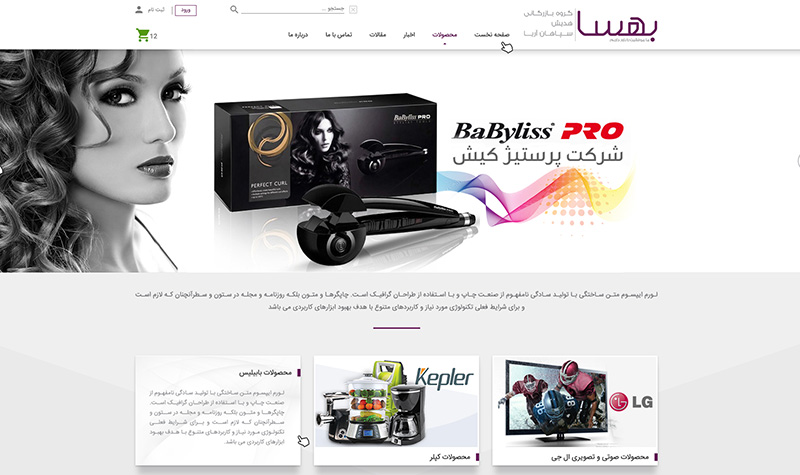 ورود
ثبت نام
جستجو ...
گروه بازرگانی
هدیش
سپاهان آریا
بهسا
12
صفحه نخست
محصولات
اخبار
مقالات
تماس با ما
درباره ما
BaByliss PRO
PERFECT CURL
BaByliss PRO
شرکت پرستیژ کیش
لورم ایپسوم متن ساختگی با تولید سادگی نامفهوم از صنعت چاپ و با استفاده از طراحان گرافیک است. چاپگرها و متون بلکه روزنامه و مجله در ستون و سطرآنچنان که لازم است
و برای شرایط فعلی تکنولوژی مورد نیاز و کاربردهای متنوع با هدف بهبود ابزارهای کاربردی می باشد
LG
محصولات صوتی و تصویری ال جی
Kepler
محصولات کپلر
محصولات بابیلیس
لورم ایپسوم متن ساختگی با تولید سادگی نامفهوم از
صنعت چاپ و با استفاده از طراحان گرافیک است.
چاپگرها و متون بلکه روزنامه و مجله در ستون و
سطرآنچنان که لازم است و برای شرایط فعلی
تکنولوژی مورد نیاز و کاربردهای متنوع با هدف بهبود
ابزارهای کاربردی می باشد.